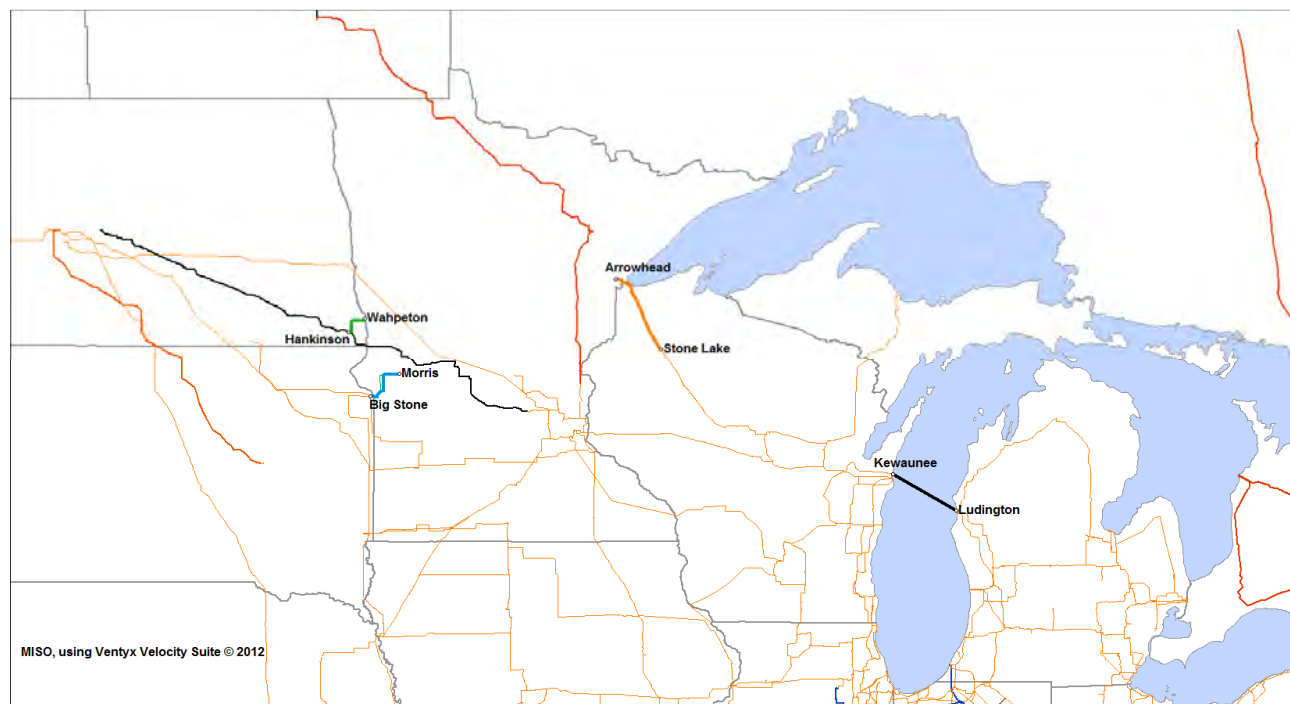 Arrowhead
Wahpeton
Hankinson
Stone Lake
Morris
Big Stone
Kewaunee
Ludington
MISO, using Ventyx Velocity Suite © 2012